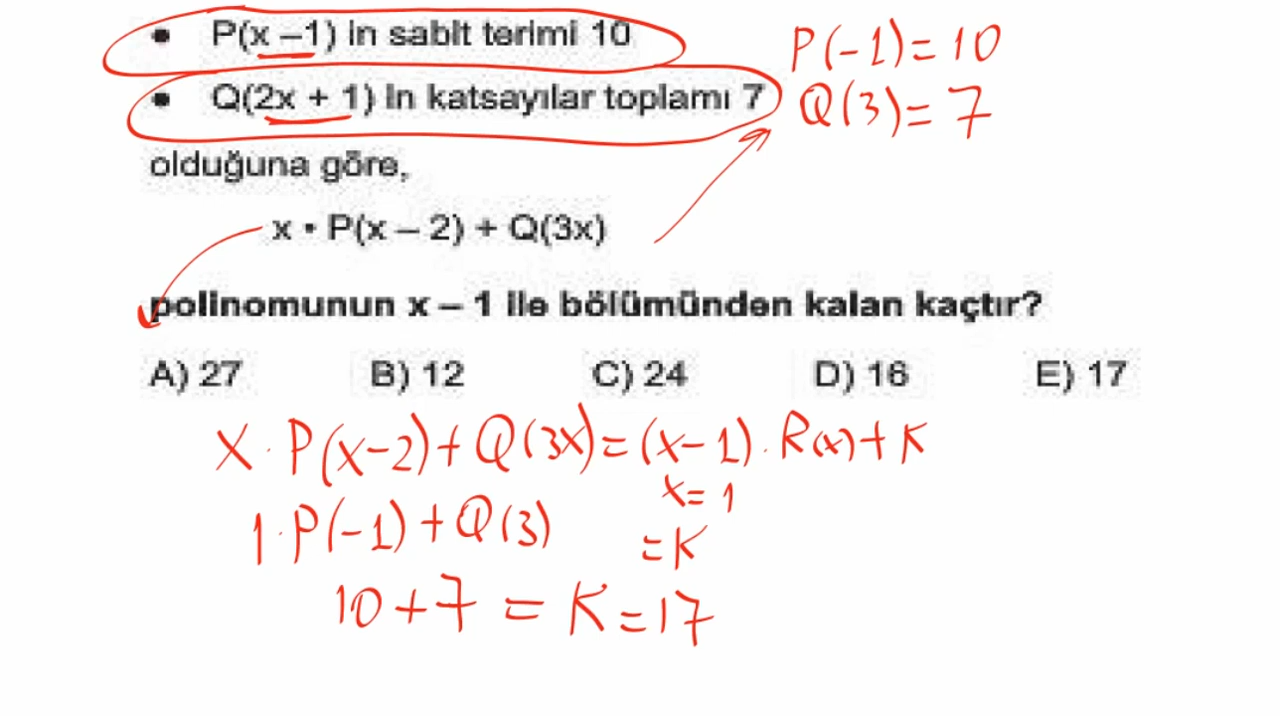 • P(x – 1) in sabit terimi 10
P(-1) = 10
• Q(2x + 1) in katsayılar toplamı 7
Q(3) = 7
olduğuna göre,
x • P(x – 2) + Q(3x)
polinomunun x – 1 ile bölümünden kalan kaçtır?
A) 27 B) 12 C) 24 D) 16 E) 17
x · P(x-2) + Q(3x) = (x-1) · R(x) + K
x = 1
1 · P(-1) + Q(3) = K
10 + 7 = K = 17